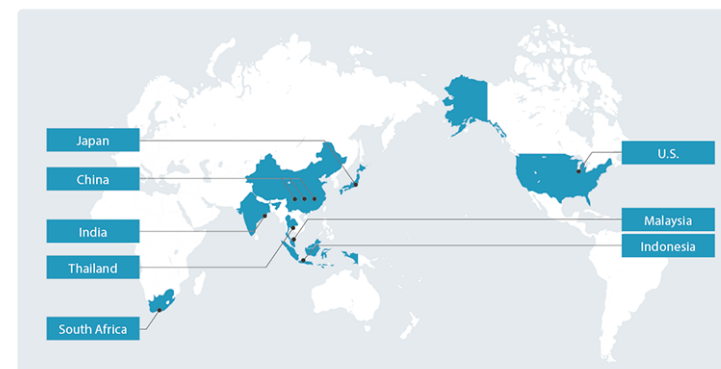 Japan
China
India
Thailand
South Africa
U.S.
Malaysia
Indonesia